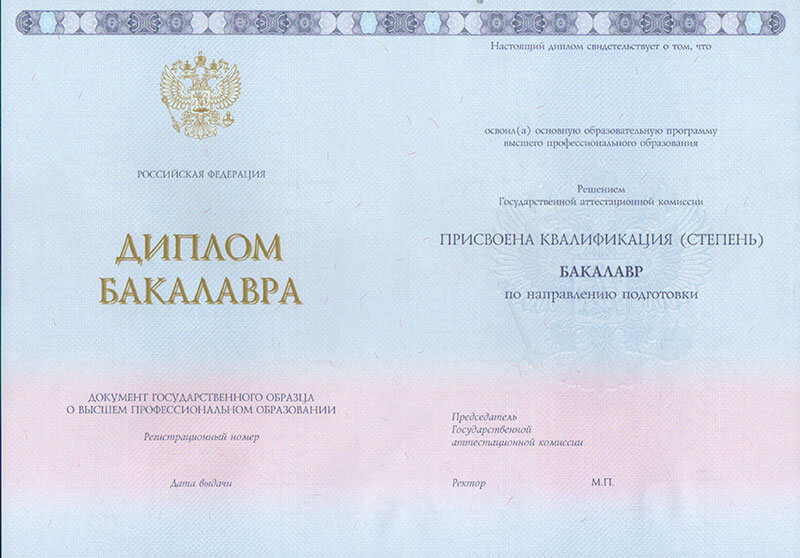 РОССИЙСКАЯ ФЕДЕРАЦИЯ
ДИПЛОМ
БАКАЛАВРА
ДОКУМЕНТ ГОСУДАРСТВЕННОГО ОБРАЗЦА
О ВЫСШЕМ ПРОФЕССИОНАЛЬНОМ ОБРАЗОВАНИИ
Регистрационный номер
Дата выдачи
Настоящий диплом свидетельствует о том, что
освоил(а) основную образовательную программу
высшего профессионального образования
Решением
Государственной аттестационной комиссии
ПРИСВОЕНА КВАЛИФИКАЦИЯ (СТЕПЕНЬ)
БАКАЛАВР
по направлению подготовки
Председатель
Государственной
аттестационной комиссии
Ректор М.П.